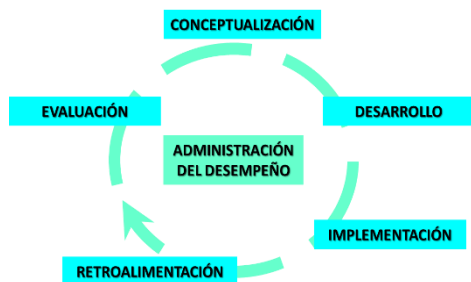 CONCEPTUALIZACIÓN
EVALUACIÓN
DESARROLLO
ADMINISTRACIÓN
DEL DESEMPEÑO
IMPLEMENTACIÓN
RETROALIMENTACIÓN